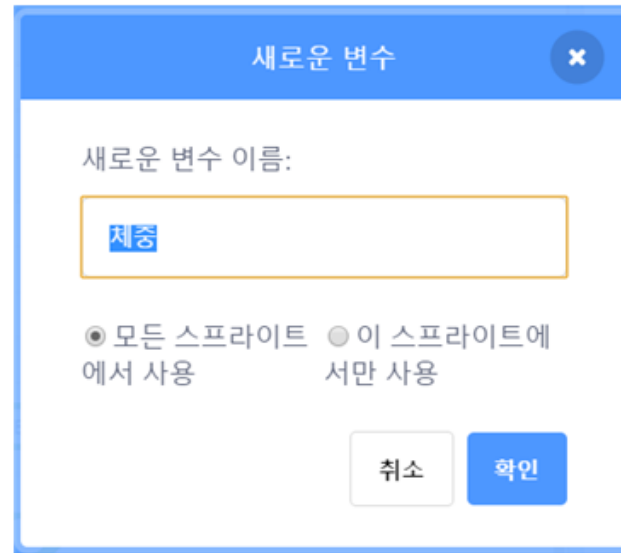 새로운 변수
새로운 변수 이름:
체중
모든 스프라이트 이 스프라이트에
에서 사용 서만 사용
취소 확인